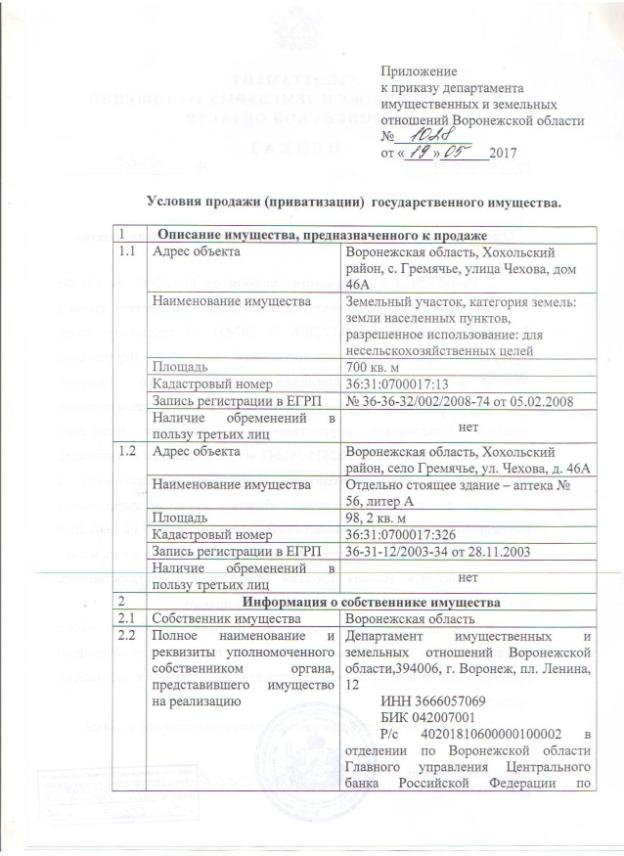 Приложение
к приказу департамента
имущественных и земельных
отношений Воронежской области
№ 1028
от « 19 » 05 2017
Условия продажи (приватизации) государственного имущества.
1 Описание имущества, предназначенного к продаже
1.1 Адрес объекта Воронежская область, Хохольский
район, с. Гремячье, улица Чехова, дом
46А
Наименование имущества Земельный участок, категория земель:
земли населенных пунктов,
разрешенное использование: для
несельскохозяйственных целей
Площадь 700 кв. м
Кадастровый номер 36:31:0700017:13
Запись регистрации в ЕГРП № 36-36-32/002/2008-74 от 05.02.2008
Наличие обременений в
пользу третьих лиц нет
1.2 Адрес объекта Воронежская область, Хохольский
район, село Гремячье, ул. Чехова, д. 46А
Наименование имущества Отдельно стоящее здание – аптека №
56, литер А
Площадь 98, 2 кв. м
Кадастровый номер 36:31:0700017:326
Запись регистрации в ЕГРП 36-31-12/2003-34 от 28.11.2003
Наличие обременений в
пользу третьих лиц нет
2 Информация о собственнике имущества
2.1 Собственник имущества Воронежская область
2.2 Полное наименование и Департамент имущественных и
реквизиты уполномоченного земельных отношений Воронежской
собственником органа, области,394006, г. Воронеж, пл. Ленина,
представившего имущество 12
на реализацию ИНН 3666057069
БИК 042007001
Р/с 40201810600000100002 в
отделении по Воронежской области
Главного управления Центрального
банка Российской Федерации по